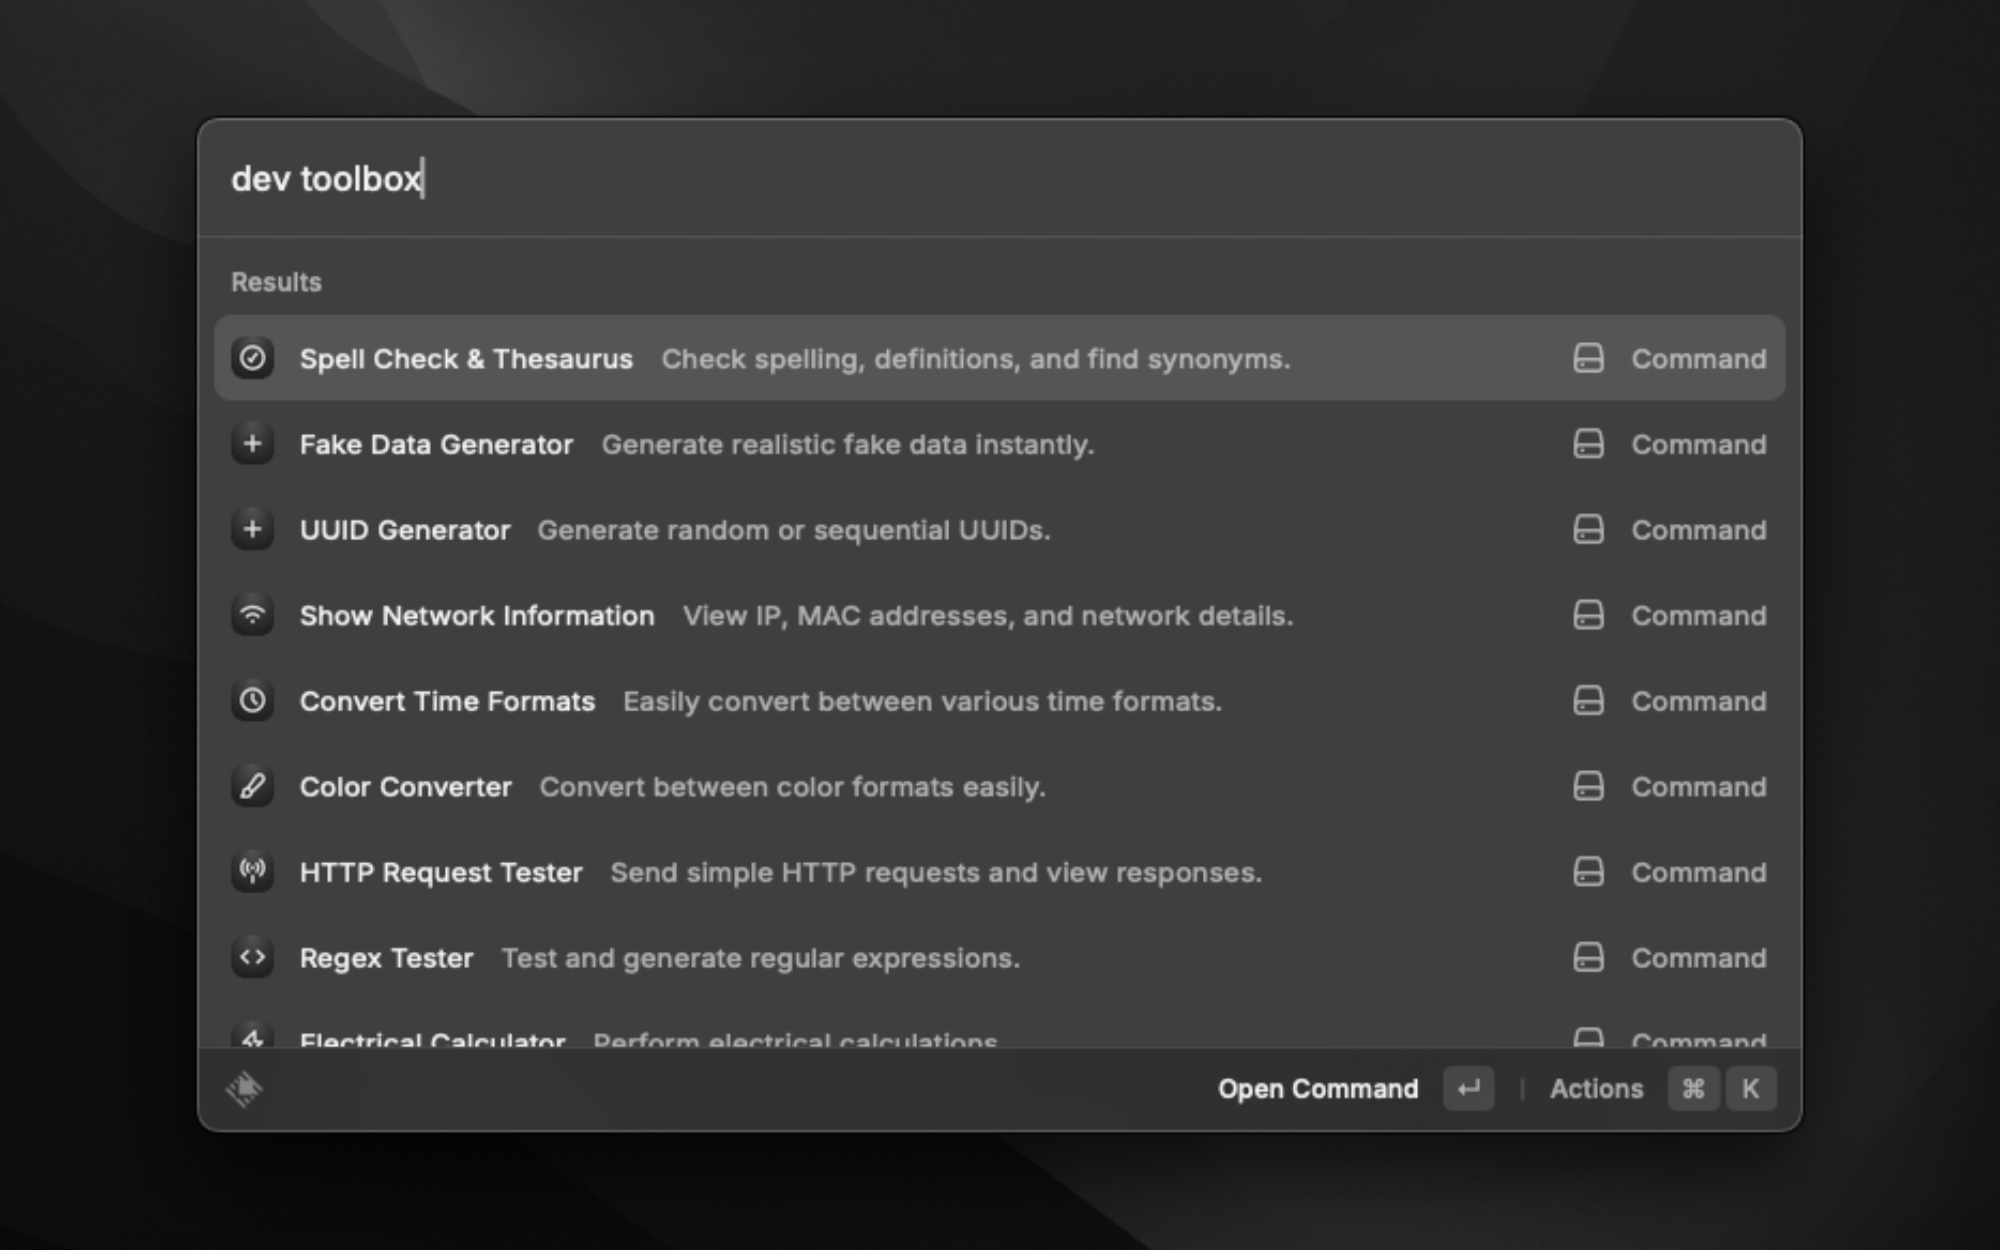 dev toolbox
Results
Spell Check & Thesaurus Check spelling, definitions, and find synonyms. Command
Fake Data Generator Generate realistic fake data instantly. Command
UUID Generator Generate random or sequential UUIDs. Command
Show Network Information View IP, MAC addresses, and network details. Command
Convert Time Formats Easily convert between various time formats. Command
Color Converter Convert between color formats easily. Command
HTTP Request Tester Send simple HTTP requests and view responses. Command
Regex Tester Test and generate regular expressions. Command
Electrical Calculator Perform electrical calculations Command
Open Command ↵ | Actions ⌘ K